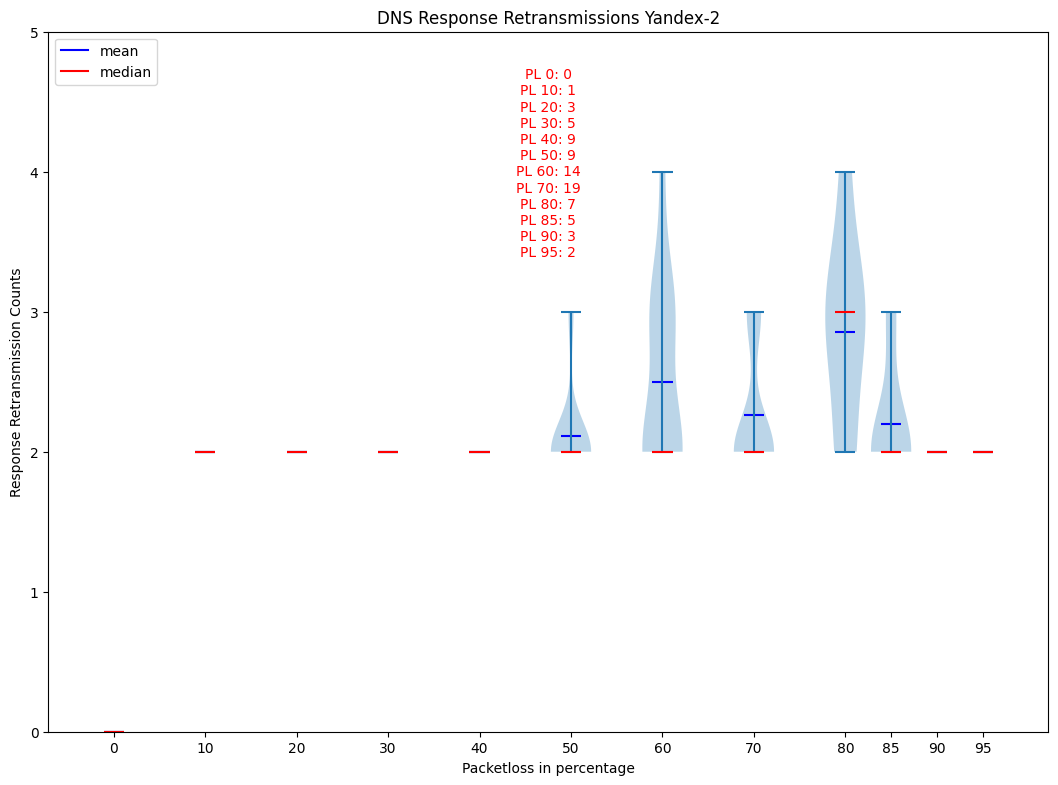 DNS Response Retransmissions Yandex-2
mean
median
PL 0: 0
PL 10: 1
PL 20: 3
PL 30: 5
PL 40: 9
PL 50: 9
PL 60: 14
PL 70: 19
PL 80: 7
PL 85: 5
PL 90: 3
PL 95: 2
Response Retransmission Counts
5
4
3
2
1
0
0 10 20 30 40 50 60 70 80 85 90 95
Packetloss in percentage